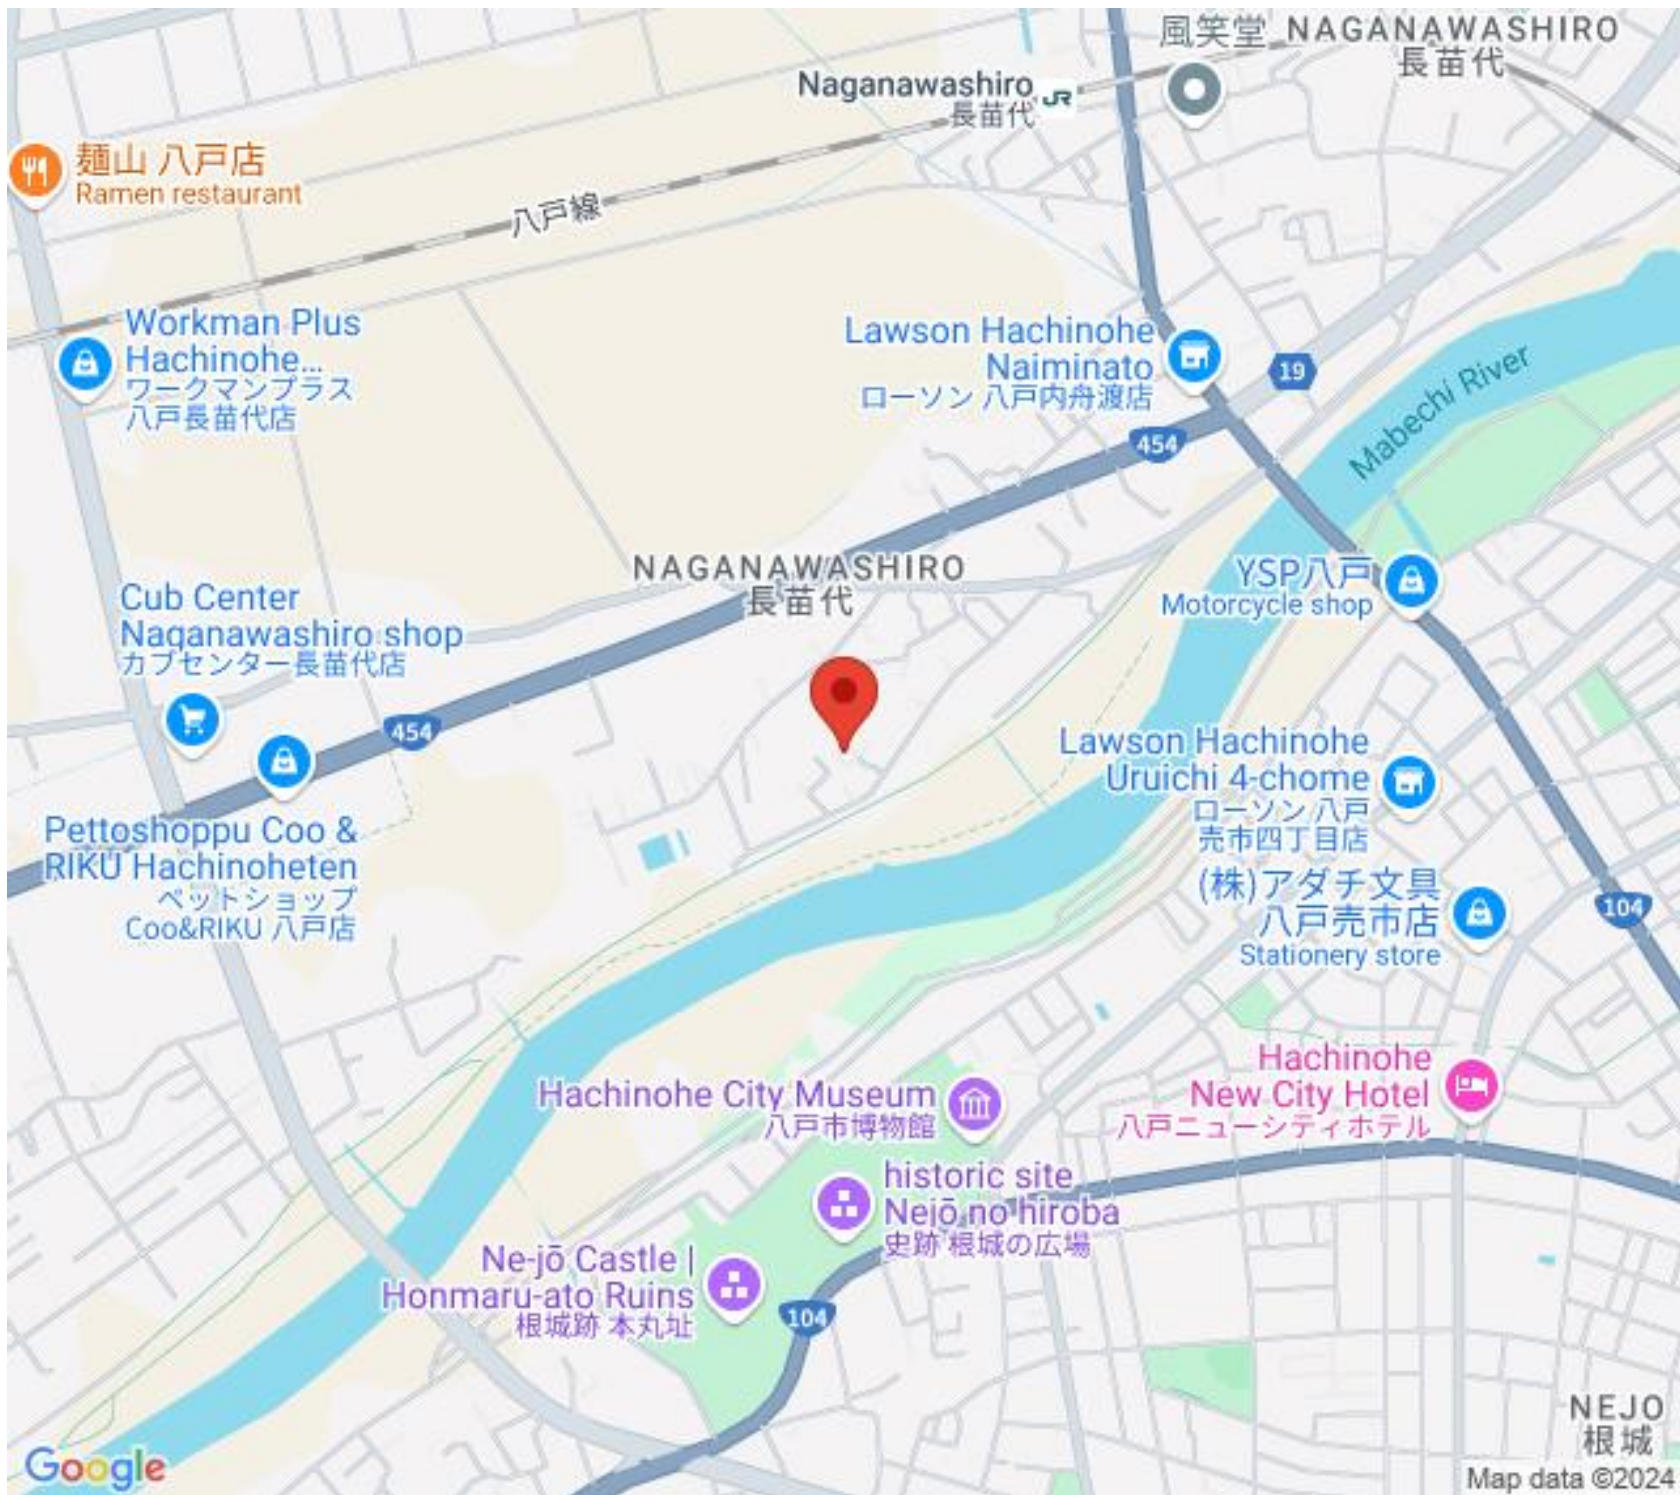 風笑堂
NAGANAWASHIRO
長苗代
Naganawashiro
長苗代
JR
麺山 八戸店
Ramen restaurant
八戸線
Workman Plus
Hachinohe...
ワークマンプラス
八戸長苗代店
Lawson Hachinohe
Naiminato
ローソン 八戸内舟渡店
19
Mabechi River
454
NAGANAWASHIRO
長苗代
YSP八戸
Motorcycle shop
Cub Center
Naganawashiro shop
カブセンター長苗代店
454
Lawson Hachinohe
Uruichi 4-chome
ローソン 八戸
売市四丁目店
Pettoshoppu Coo &
RIKU Hachinoheten
ペットショップ
Coo&RIKU 八戸店
(株)アダチ文具
八戸売市店
Stationery store
104
Hachinohe
New City Hotel
八戸ニューシティホテル
Hachinohe City Museum
八戸市博物館
historic site
Nejō no hiroba
史跡 根城の広場
Ne-jō Castle |
Honmaru-ato Ruins
根城跡 本丸址
104
NEJO
根城
Google
Map data ©2024